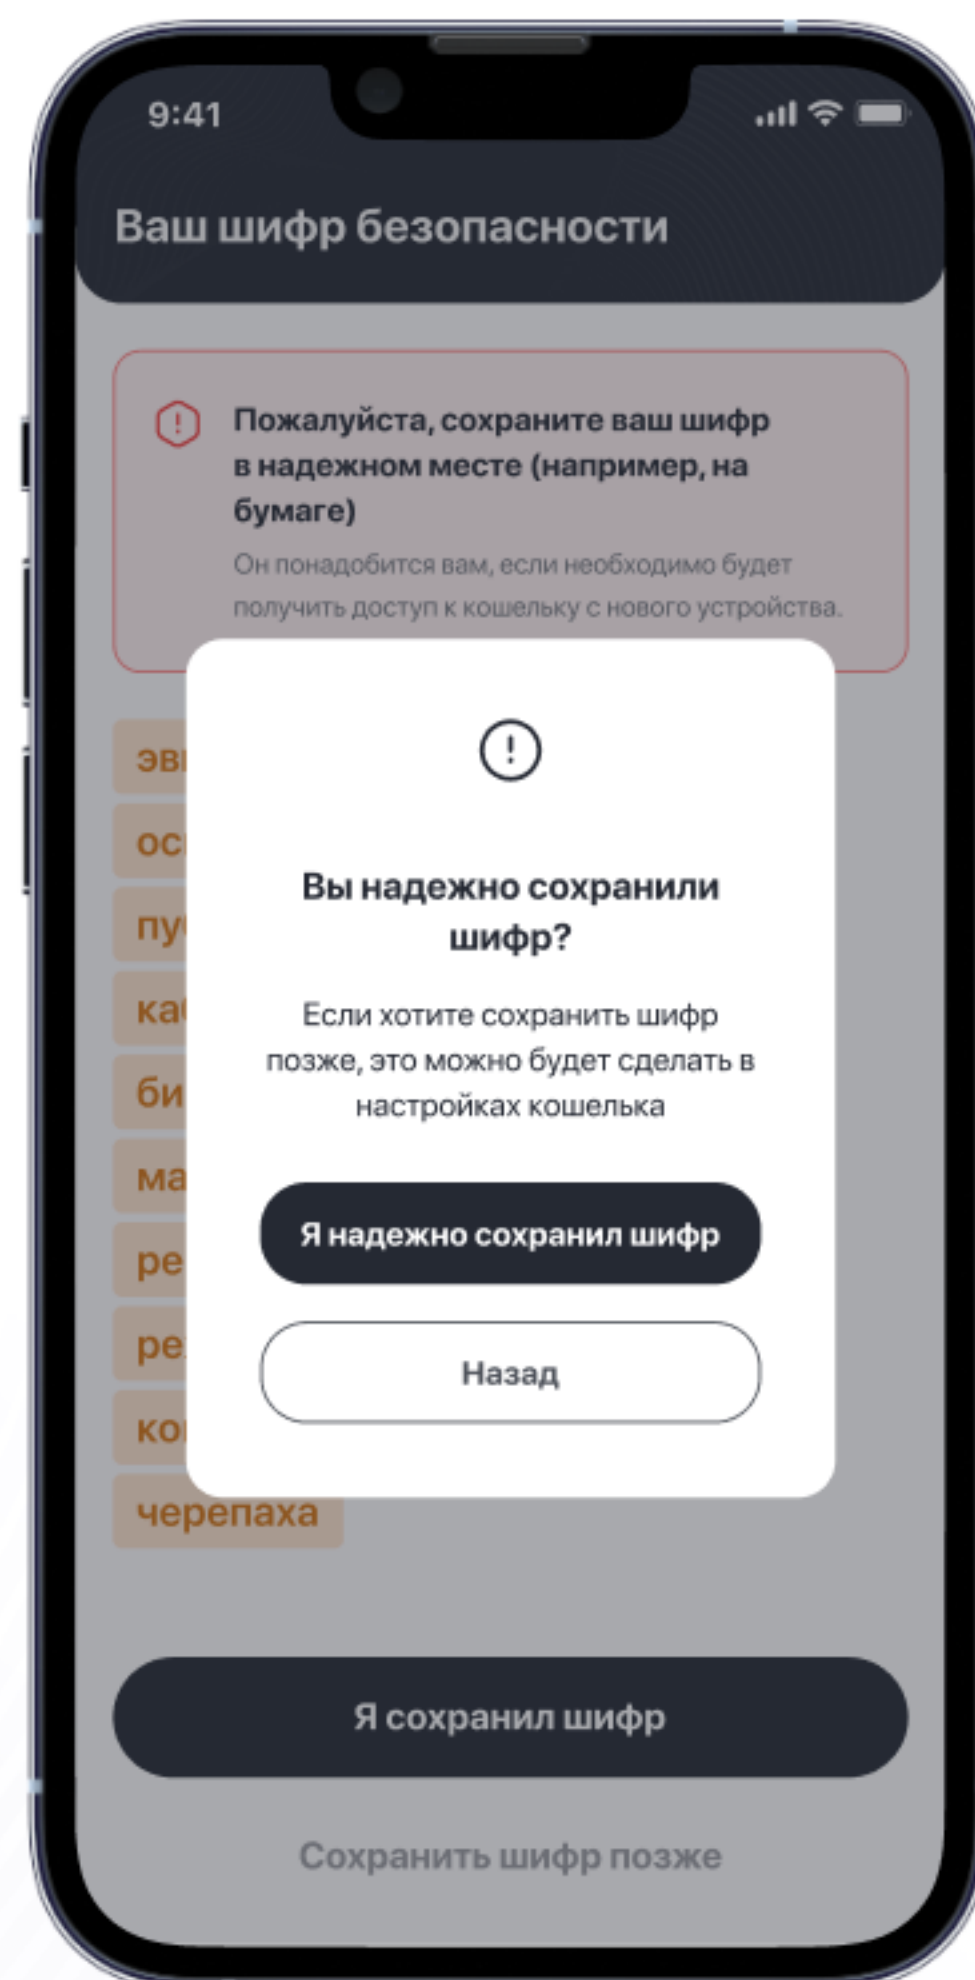 9:41
Ваш шифр безопасности
Пожалуйста, сохраните ваш шифр
в надежном месте (например, на
бумаге)
Он понадобится вам, если необходимо будет
получить доступ к кошельку с нового устройства.
Вы надежно сохранили
шифр?
Если хотите сохранить шифр
позже, это можно будет сделать в
настройках кошелька
Я надежно сохранил шифр
Назад
черепаха
Я сохранил шифр
Сохранить шифр позже